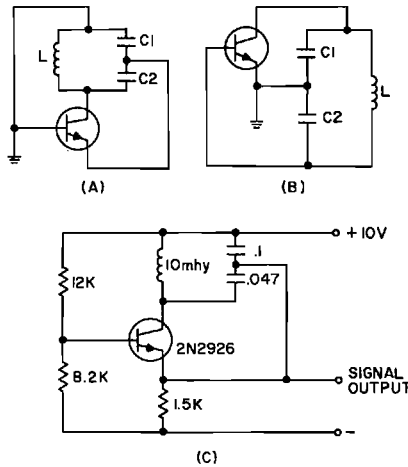 L
C1
C2
(A)
C1
C2
L
(B)
+10V
12K
10mhy
.1
.047
2N2926
8.2K
1.5K
SIGNAL
OUTPUT
-
(C)